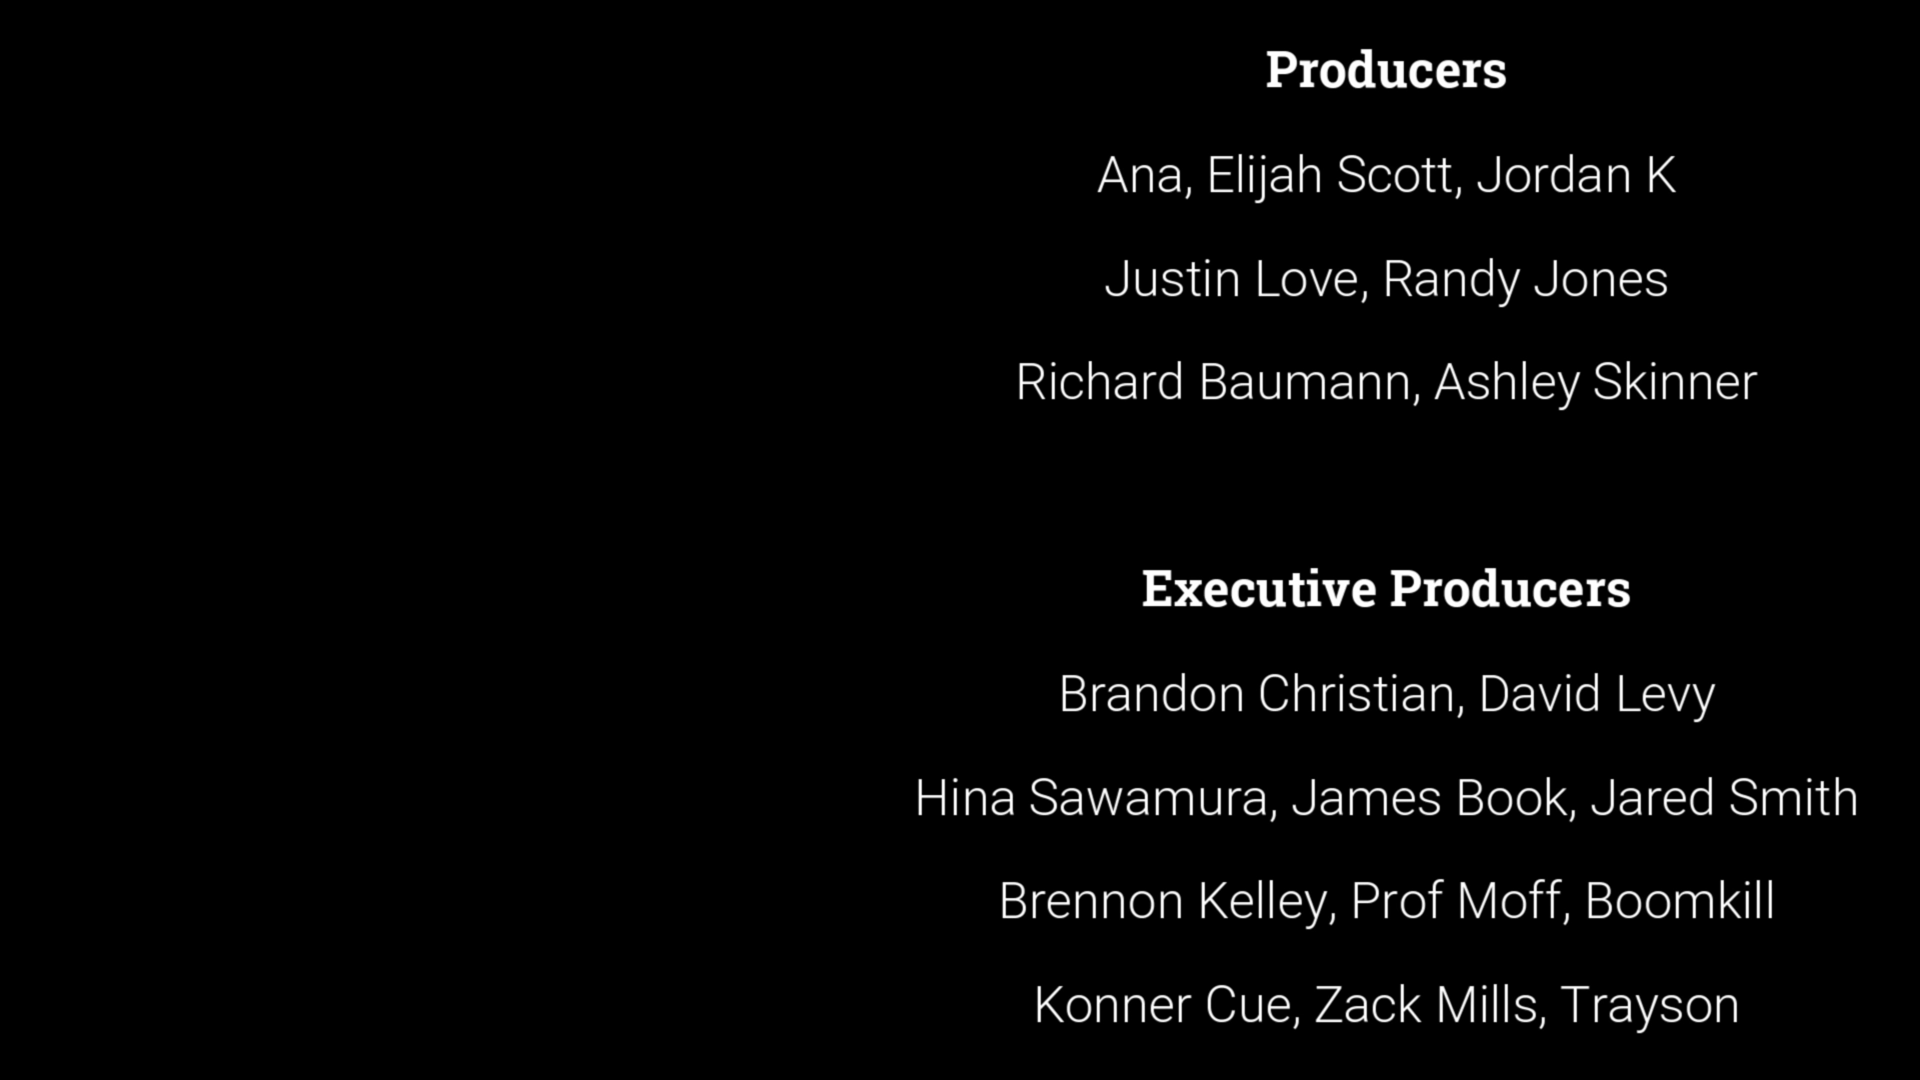 Producers
Ana, Elijah Scott, Jordan K
Justin Love, Randy Jones
Richard Baumann, Ashley Skinner
Executive Producers
Brandon Christian, David Levy
Hina Sawamura, James Book, Jared Smith
Brennon Kelley, Prof Moff, Boomkill
Konner Cue, Zack Mills, Trayson